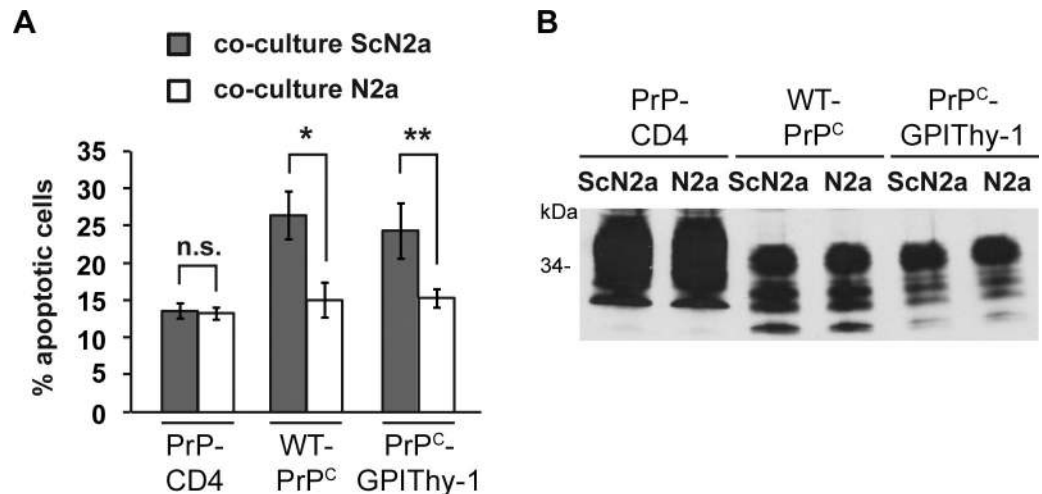 A
co-culture ScN2a
co-culture N2a
% apoptotic cells
35
30
25
20
15
10
5
0
n.s.
*
**
PrP-
CD4
WT-
PrPᶜ
PrPᶜ-
GPIThy-1
B
PrP-
CD4
WT-
PrPᶜ
PrPᶜ-
GPIThy-1
ScN2a N2a ScN2a N2a ScN2a N2a
kDa
34-